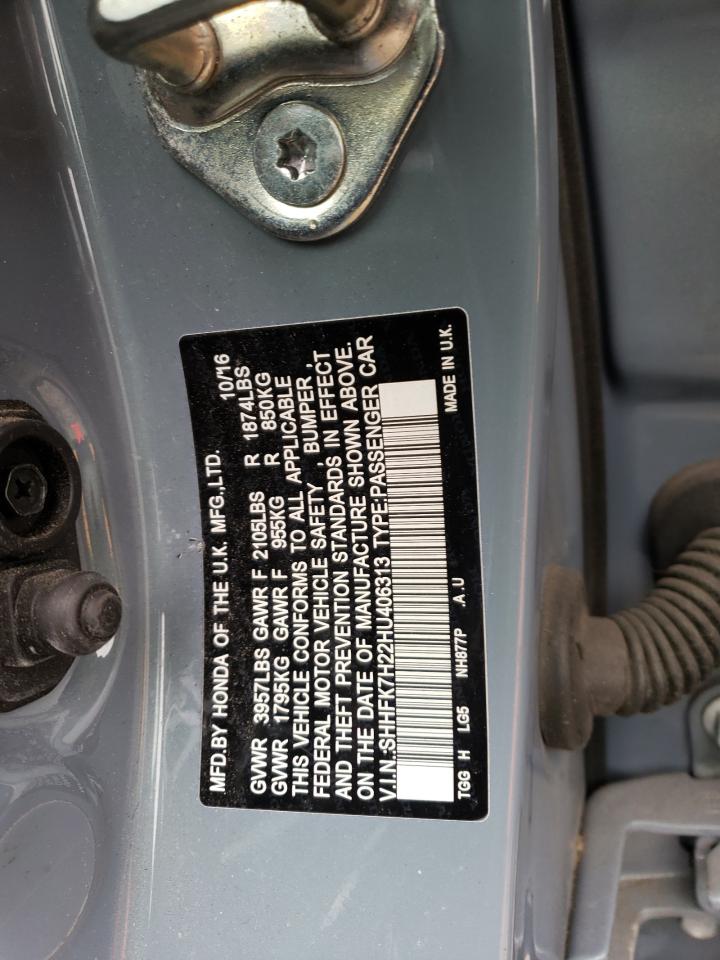 MFD.BY HONDA OF THE U.K. MFG.,LTD. 10/16
GVWR 3957LBS GAWR F 2105LBS R 1874LBS
GVWR 1795KG GAWR F 955KG R 850KG
THIS VEHICLE CONFORMS TO ALL APPLICABLE
FEDERAL MOTOR VEHICLE SAFETY , BUMPER ,
AND THEFT PREVENTION STANDARDS IN EFFECT
ON THE DATE OF MANUFACTURE SHOWN ABOVE.
V.I.N:SHHFK7H22HU406313 TYPE:PASSENGER CAR
TGG H LG5 NH877P .A.U MADE IN U.K.